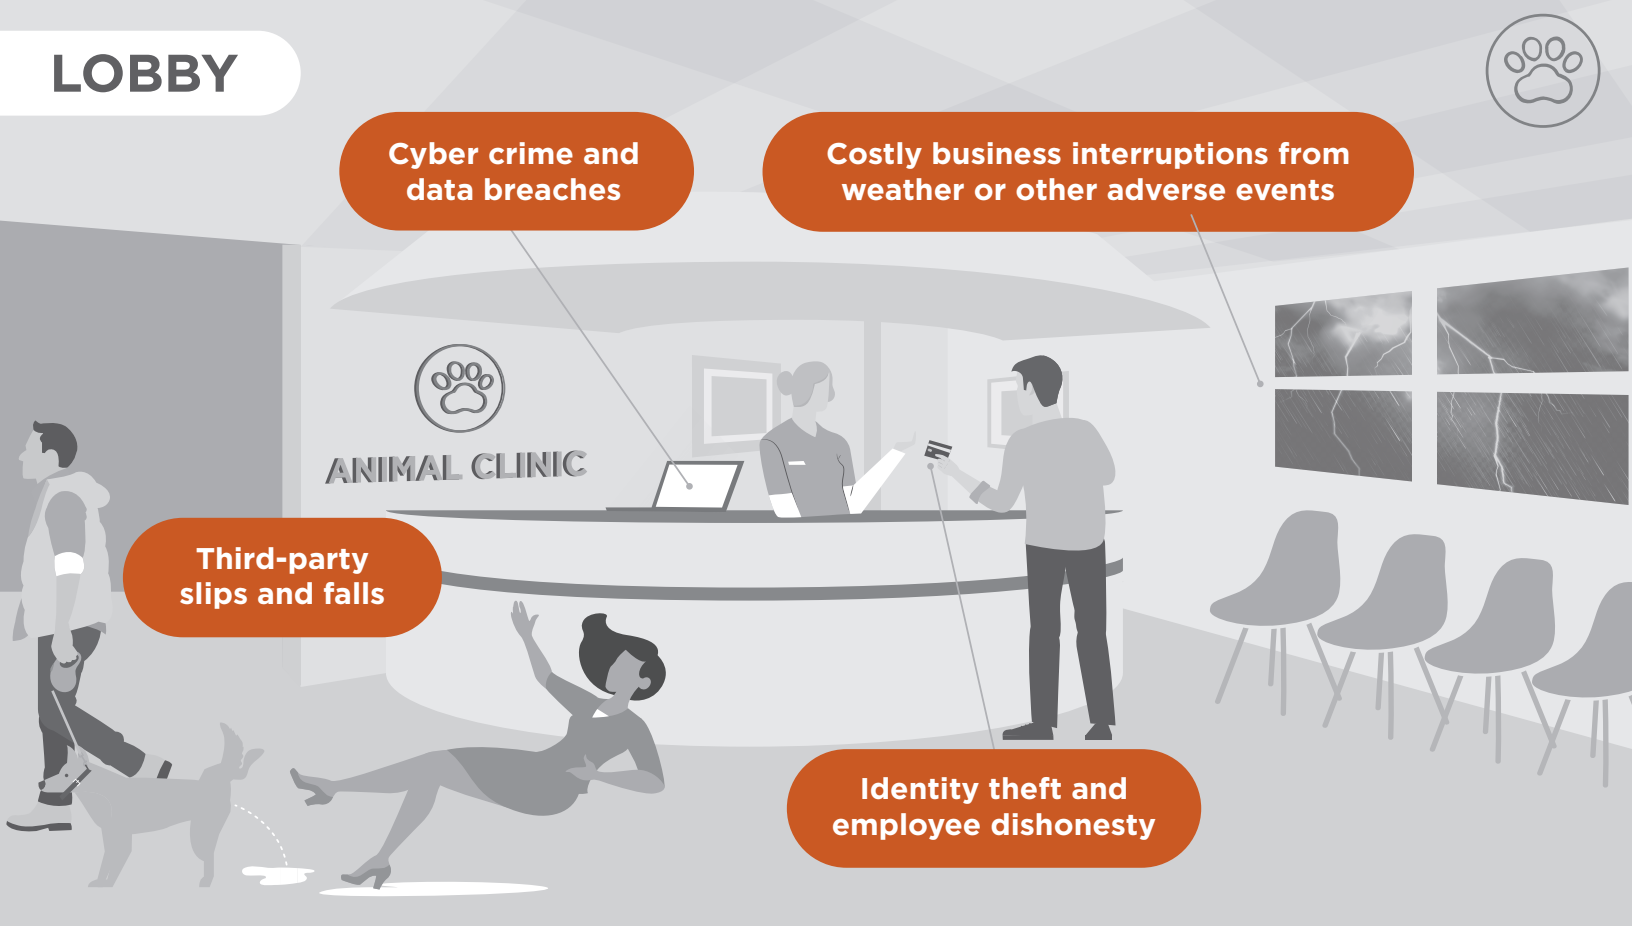 LOBBY
Cyber crime and
data breaches
Costly business interruptions from
weather or other adverse events
ANIMAL CLINIC
Third-party
slips and falls
Identity theft and
employee dishonesty